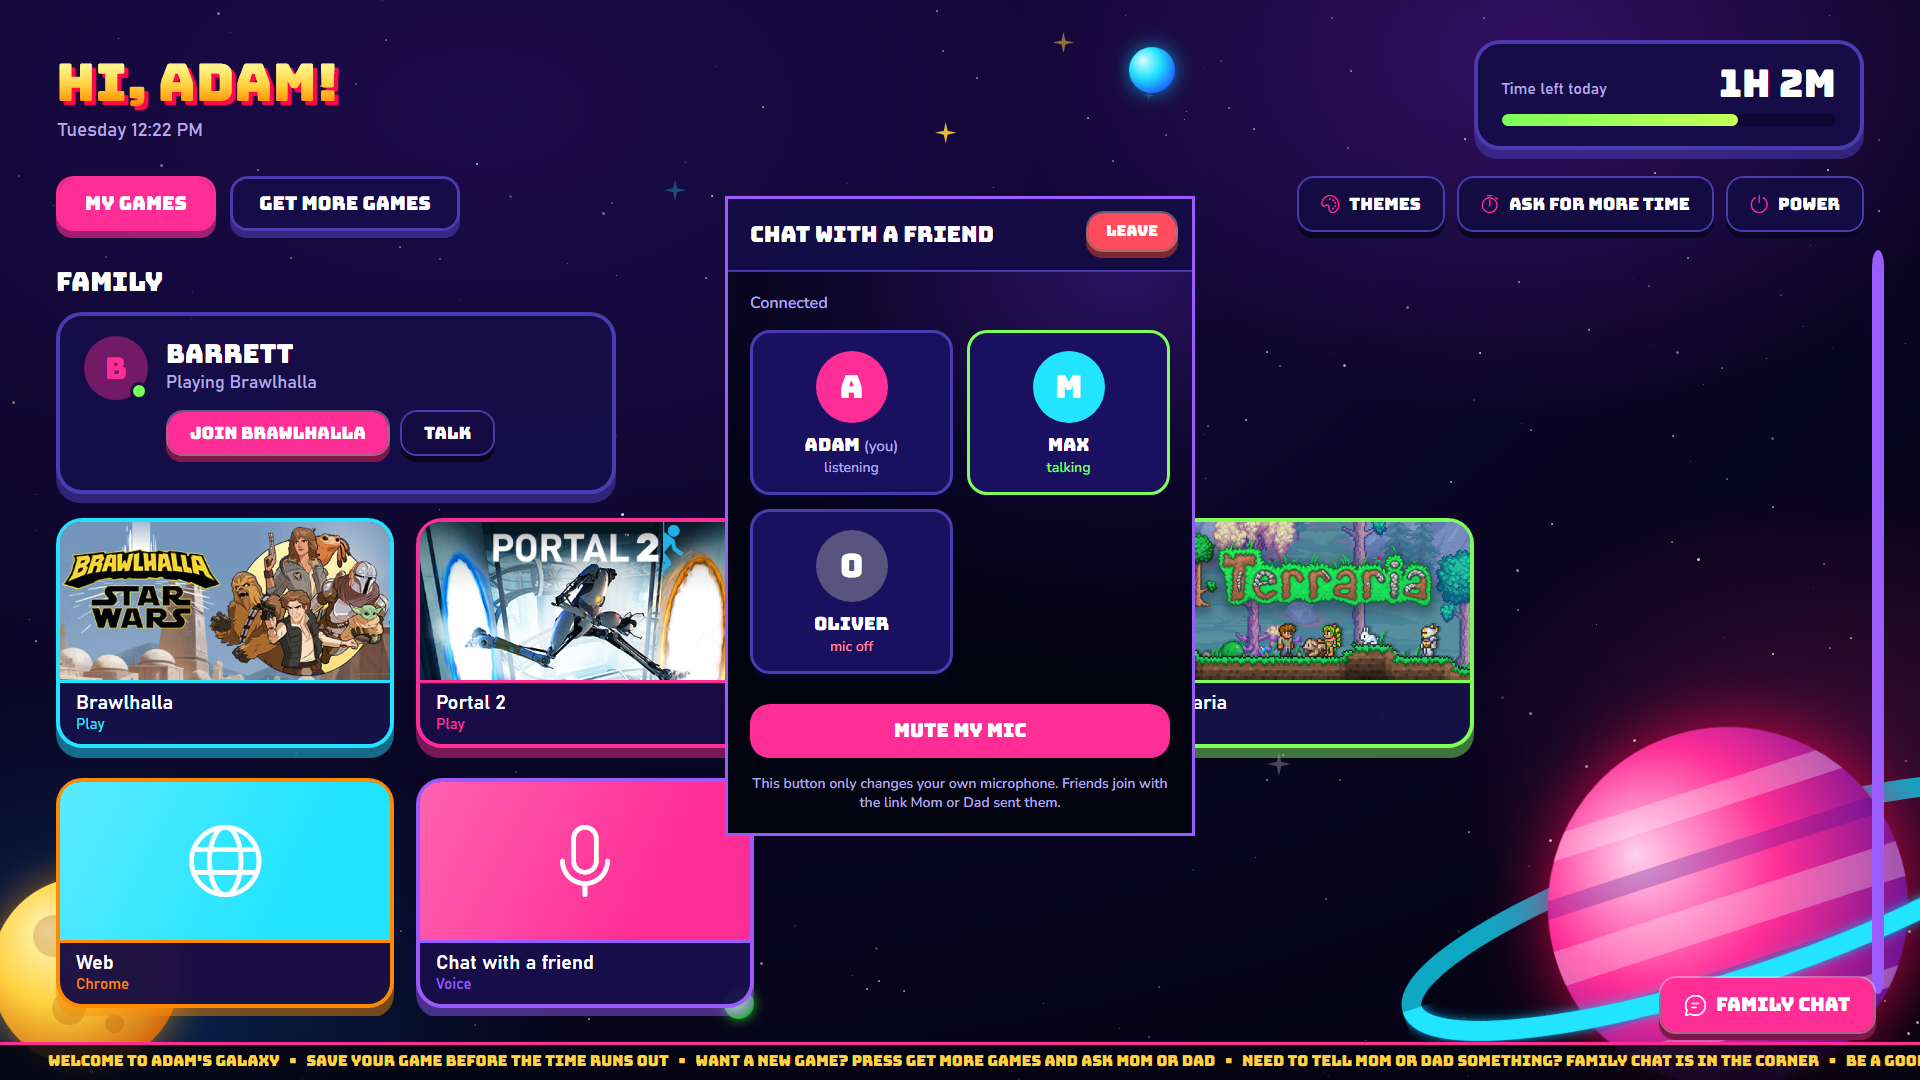 HI, ADAM!
Tuesday 12:22 PM
Time left today
1H 2M
MY GAMES
GET MORE GAMES
THEMES
ASK FOR MORE TIME
POWER
FAMILY
B
BARRETT
Playing Brawlhalla
JOIN BRAWLHALLA
TALK
CHAT WITH A FRIEND
LEAVE
Connected
A
ADAM (you)
listening
M
MAX
talking
O
OLIVER
mic off
MUTE MY MIC
This button only changes your own microphone. Friends join with
the link Mom or Dad sent them.
BRAWLHALLA
STAR
WARS
Brawlhalla
Play
PORTAL 2
Portal 2
Play
Terraria
aria
Web
Chrome
Chat with a friend
Voice
FAMILY CHAT
WELCOME TO ADAM'S GALAXY ▪ SAVE YOUR GAME BEFORE THE TIME RUNS OUT ▪ WANT A NEW GAME? PRESS GET MORE GAMES AND ASK MOM OR DAD ▪ NEED TO TELL MOM OR DAD SOMETHING? FAMILY CHAT IS IN THE CORNER ▪ BE A GOO